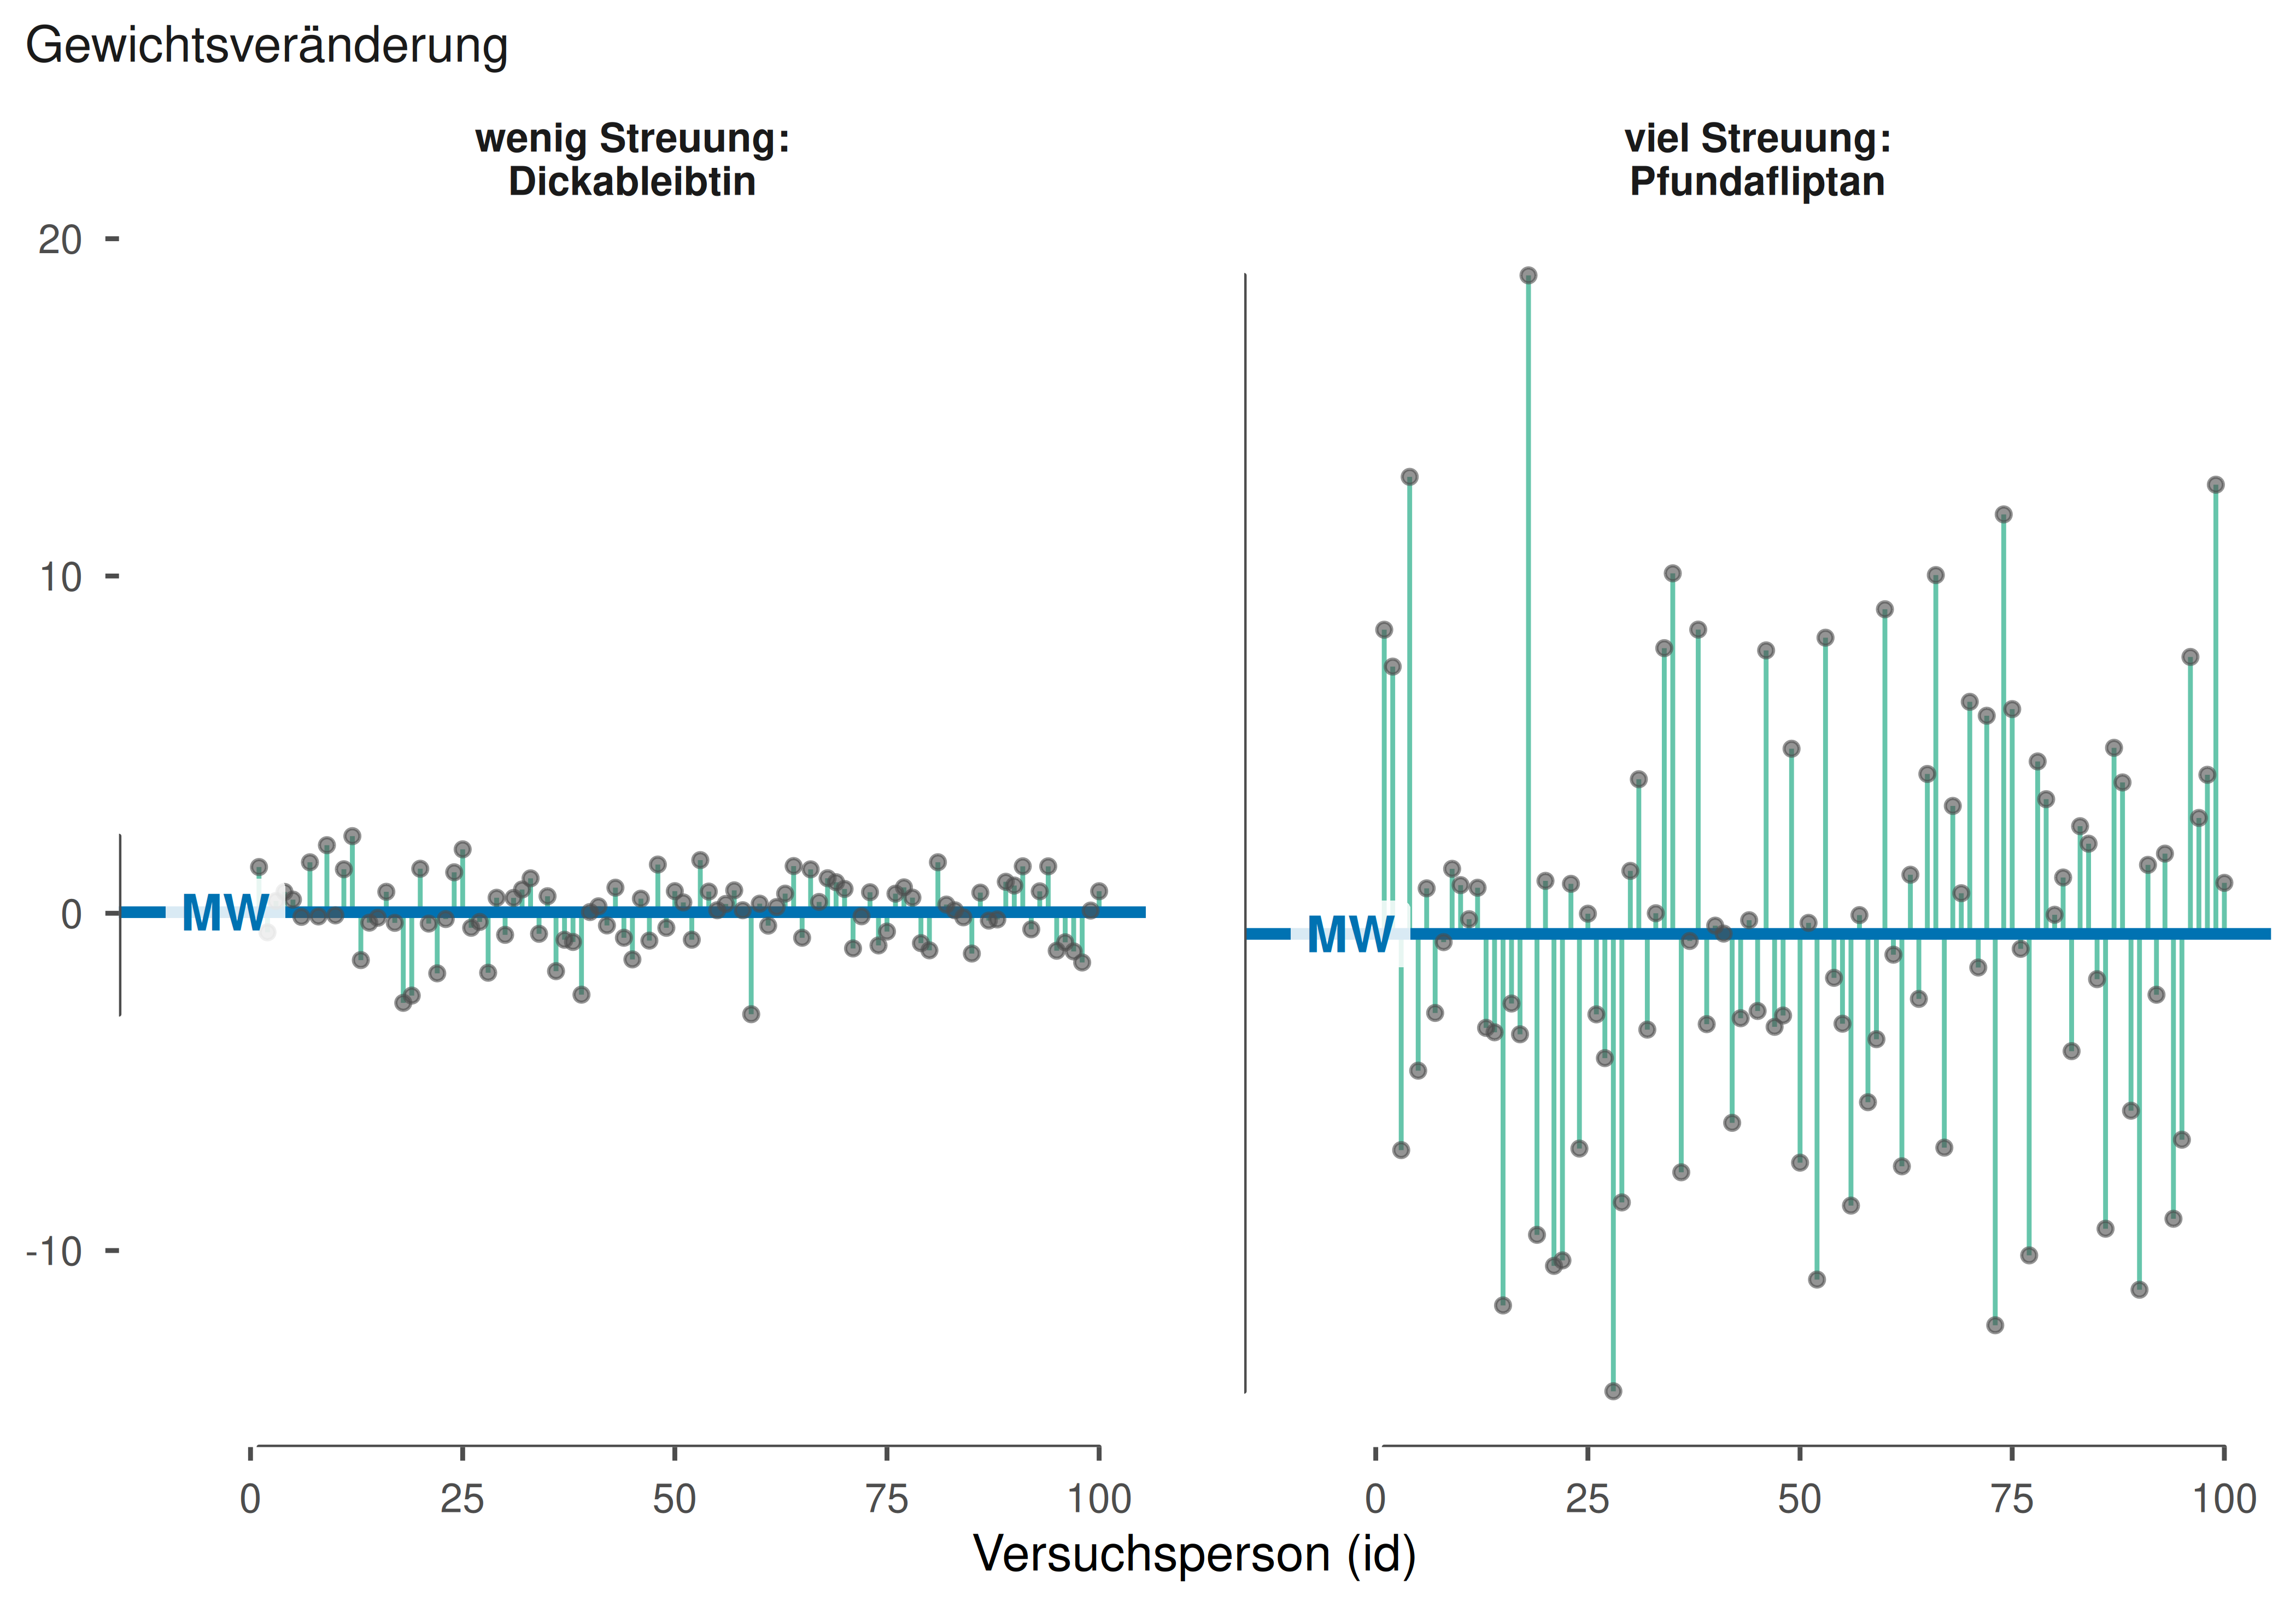 Gewichtsveränderung
wenig Streuung:
Dickableibtin
viel Streuung:
Pfundafliptan
20
10
0
-10
MW
MW
0 25 50 75 100
0 25 50 75 100
Versuchsperson (id)